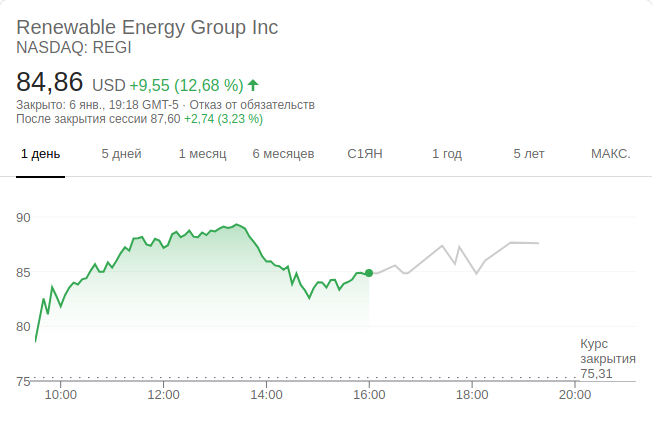 Renewable Energy Group Inc
NASDAQ: REGI
84,86 USD +9,55 (12,68 %)
Закрыто: 6 янв., 19:18 GMT-5 · Отказ от обязательств
После закрытия сессии 87,60 +2,74 (3,23 %)
1 день 5 дней 1 месяц 6 месяцев С1ЯН 1 год 5 лет МАКС.
90
85
80
Курс
закрытия
75,31
75
10:00 12:00 14:00 16:00 18:00 20:00